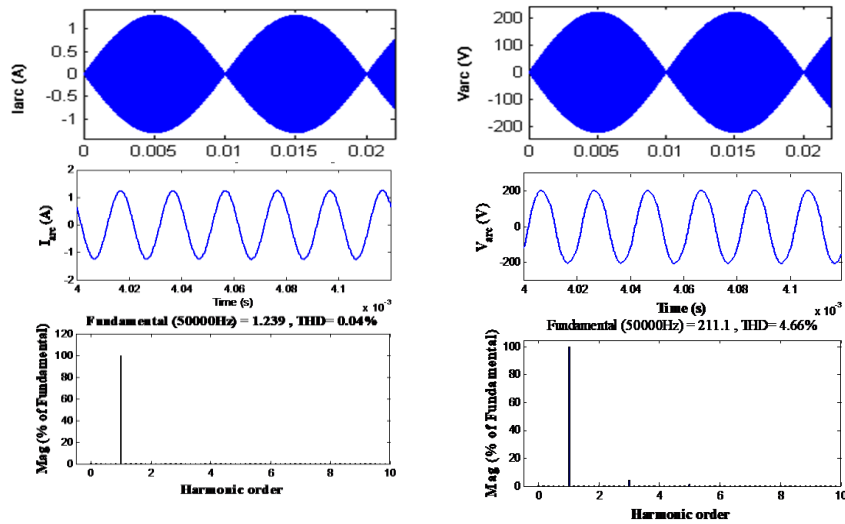 Iarc (A)
1
0.5
0
-0.5
-1
0 0.005 0.01 0.015 0.02
Varc (V)
200
100
0
-100
-200
0 0.005 0.01 0.015 0.02
I arc (A)
2
1
0
-1
-2
4 4.02 4.04 4.06 4.08 4.1
Time (s)
x 10 -3
V arc (V)
200
0
-200
4 4.02 4.04 4.06 4.08 4.1
Time (s)
x 10 -3
Fundamental (50000Hz) = 1.239 , THD= 0.04%
Mag (% of Fundamental)
120
100
80
60
40
20
0
0 2 4 6 8 10
Harmonic order
Fundamental (50000Hz) = 211.1 , THD= 4.66%
Mag (% of Fundamental)
100
80
60
40
20
0
0 2 4 6 8 10
Harmonic order